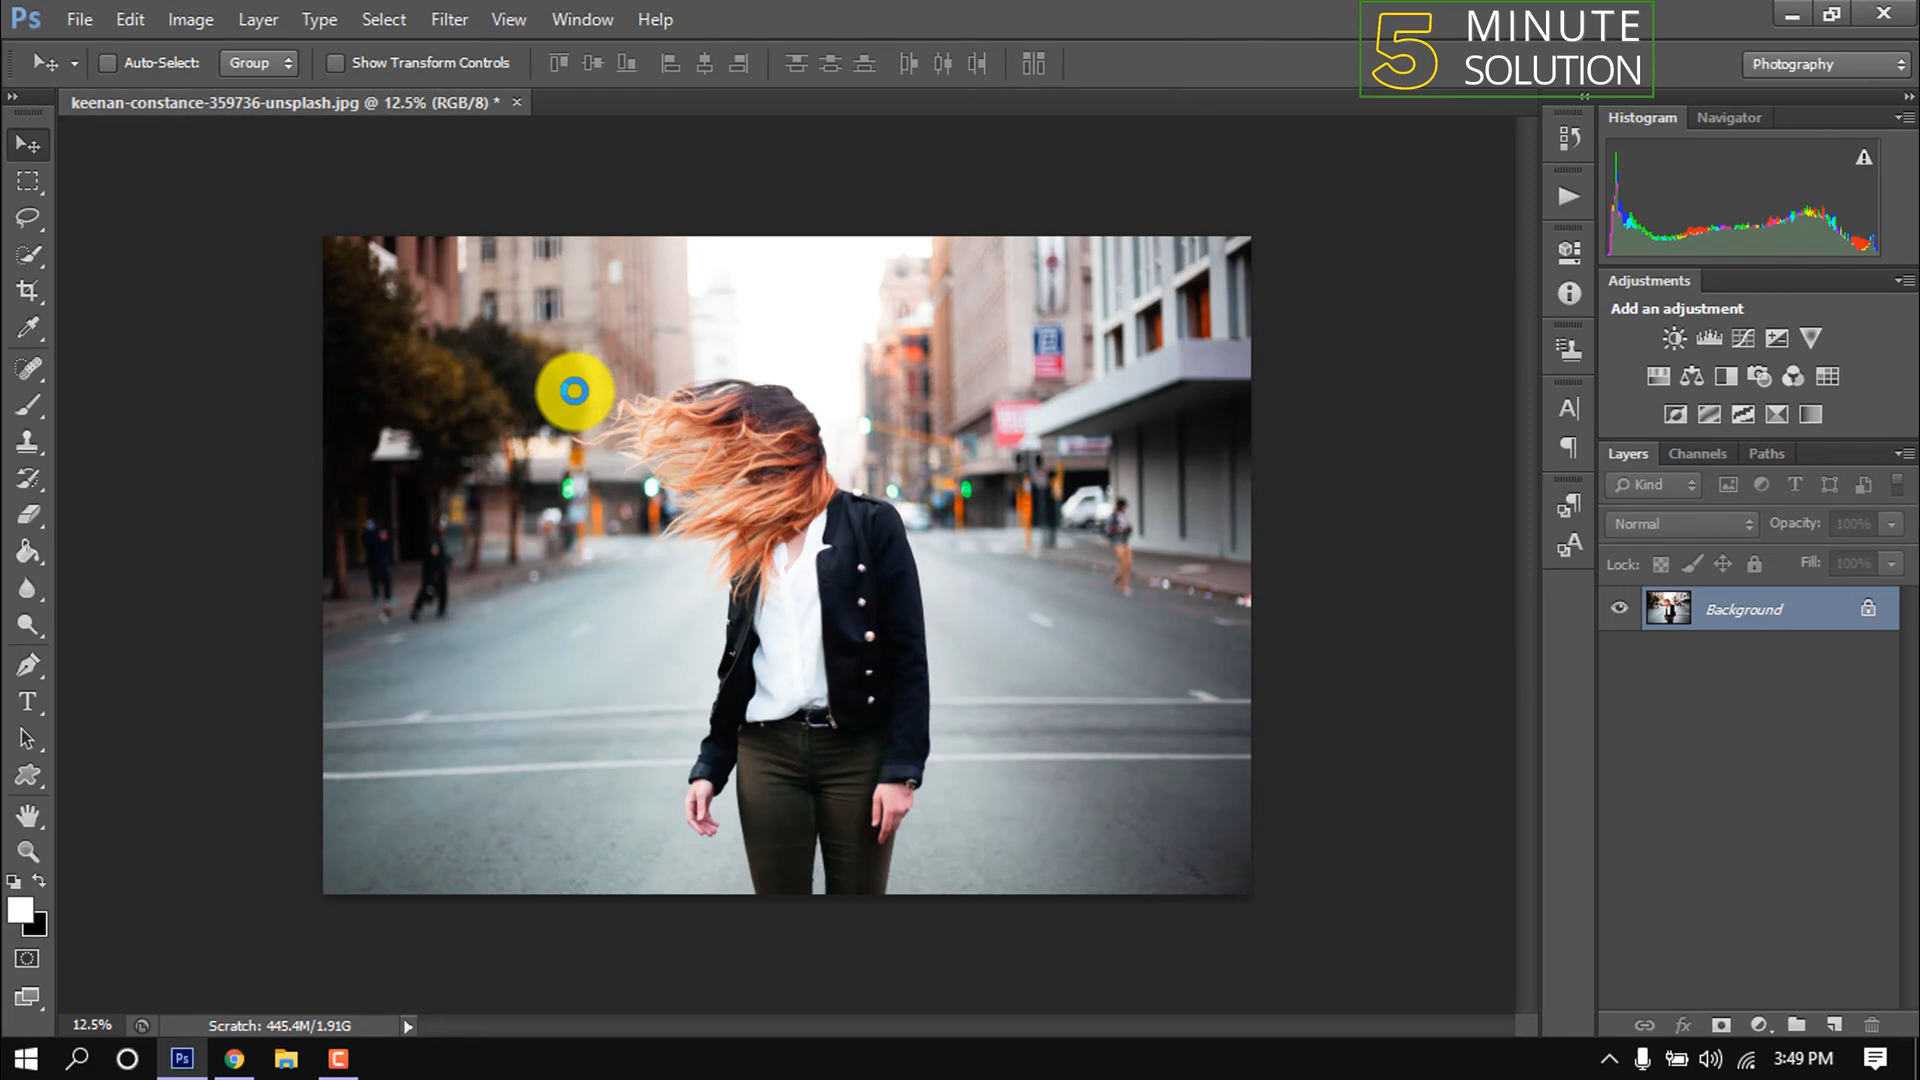 Ps File Edit Image Layer Type Select Filter View Window Help
5 MINUTE
SOLUTION
Auto-Select: Group Show Transform Controls
Photography
keenan-constance-359736-unsplash.jpg @ 12.5% (RGB/8) * ×
Histogram Navigator
Adjustments
Add an adjustment
Layers Channels Paths
Kind
Normal Opacity: 100%
Lock: Fill: 100%
Background
12.5% Scratch: 445.4M/1.91G
Ps 3:49 PM